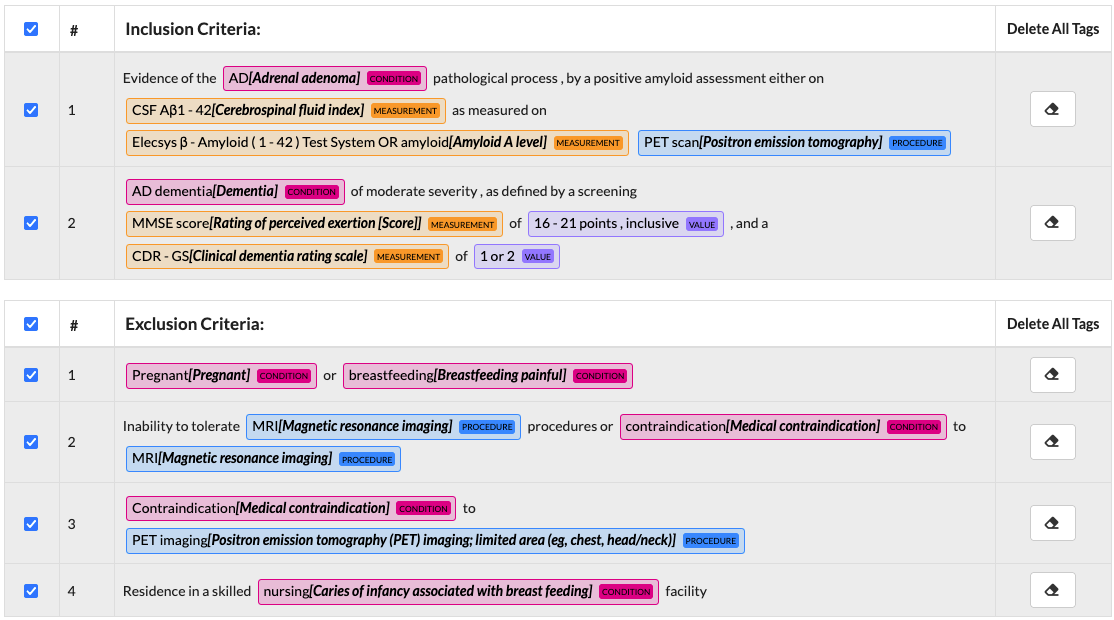 # Inclusion Criteria: Delete All Tags
1 Evidence of the AD[Adrenal adenoma] CONDITION pathological process , by a positive amyloid assessment either on
CSF Aβ1 - 42[Cerebrospinal fluid index] MEASUREMENT as measured on
Elecsys β - Amyloid ( 1 - 42 ) Test System OR amyloid[Amyloid A level] MEASUREMENT PET scan[Positron emission tomography] PROCEDURE
2 AD dementia[Dementia] CONDITION of moderate severity , as defined by a screening
MMSE score[Rating of perceived exertion [Score]] MEASUREMENT of 16 - 21 points , inclusive VALUE , and a
CDR - GS[Clinical dementia rating scale] MEASUREMENT of 1 or 2 VALUE
# Exclusion Criteria: Delete All Tags
1 Pregnant[Pregnant] CONDITION or breastfeeding[Breastfeeding painful] CONDITION
2 Inability to tolerate MRI[Magnetic resonance imaging] PROCEDURE procedures or contraindication[Medical contraindication] CONDITION to
MRI[Magnetic resonance imaging] PROCEDURE
3 Contraindication[Medical contraindication] CONDITION to
PET imaging[Positron emission tomography (PET) imaging; limited area (eg, chest, head/neck)] PROCEDURE
4 Residence in a skilled nursing[Caries of infancy associated with breast feeding] CONDITION facility